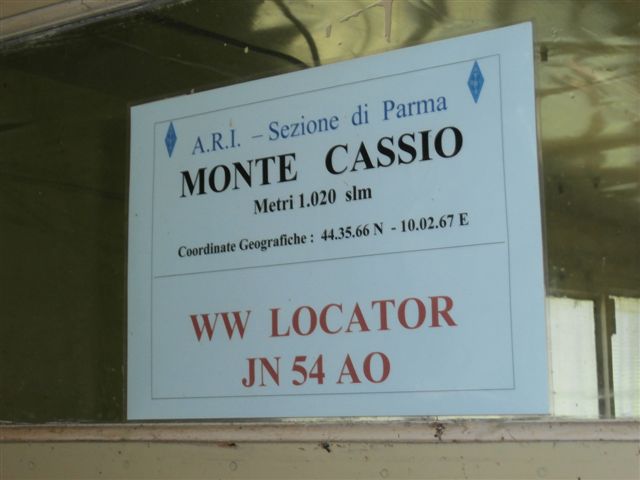 A.R.I. – Sezione di Parma
MONTE CASSIO
Metri 1.020 slm
Coordinate Geografiche : 44.35.66 N - 10.02.67 E
WW LOCATOR
JN 54 AO